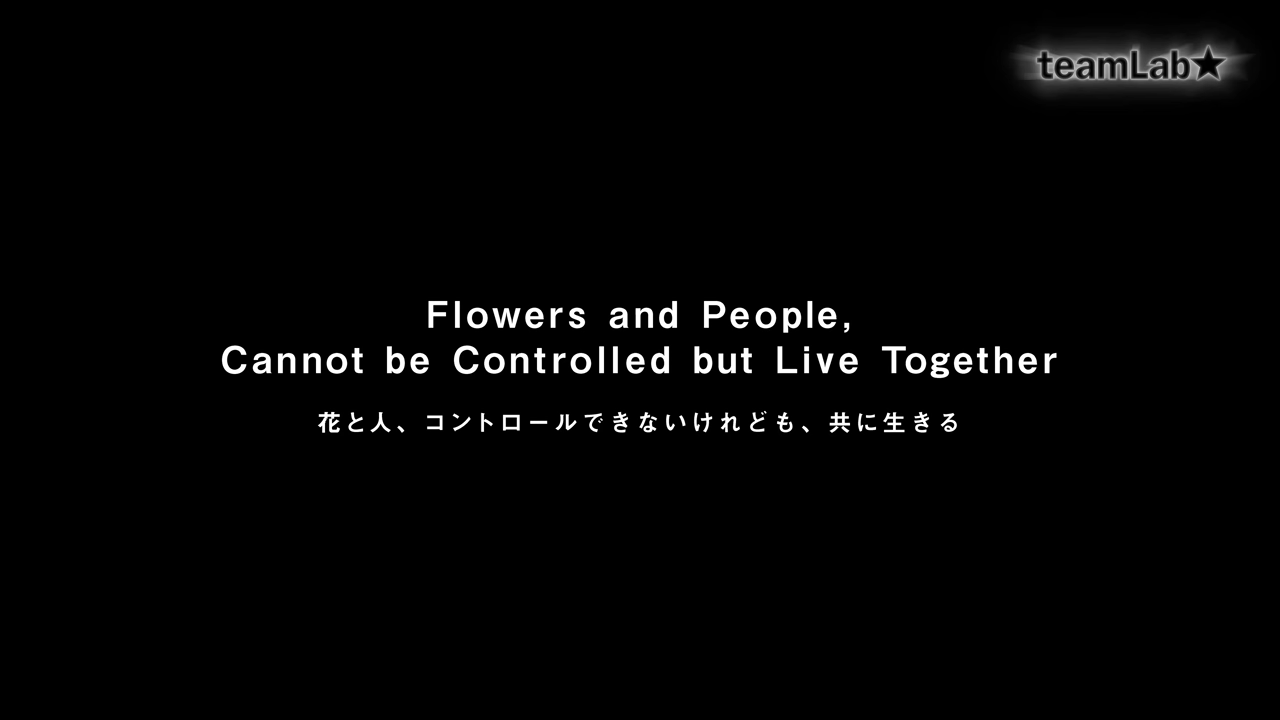 teamLab★
Flowers and People,
Cannot be Controlled but Live Together
花と人、コントロールできないけれども、共に生きる